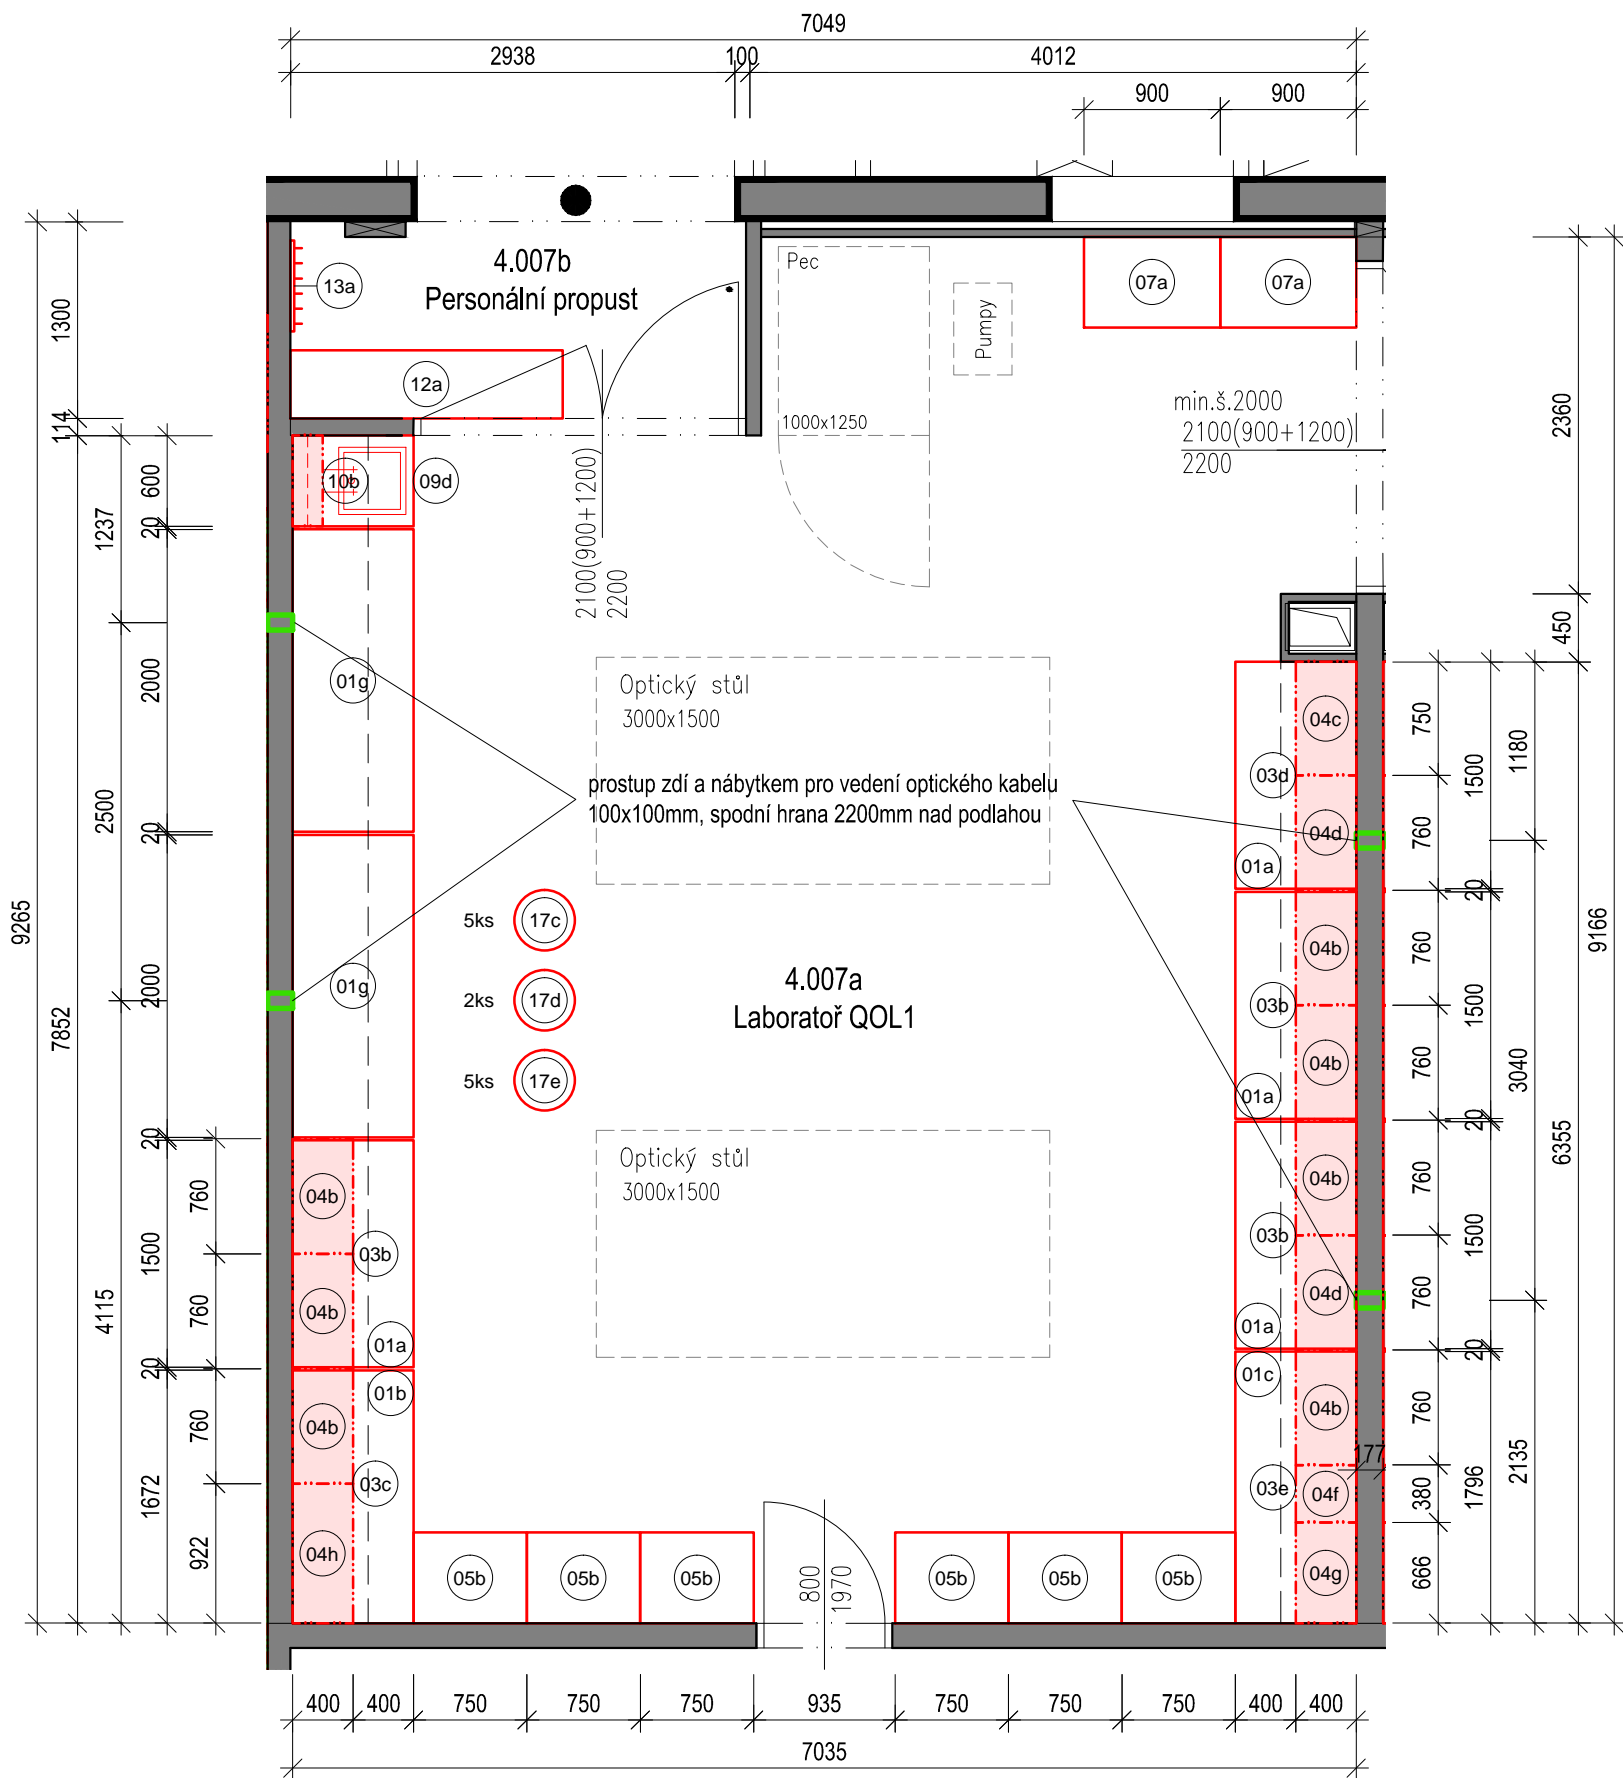 7049
2938
100
4012
900
900
4.007b
Personální propust
13a
12a
Pec
1000x1250
Pumpy
07a
07a
min.š.2000
2100(900+1200)
2200
2100(900+1200)
2200
10b
09d
01g
01g
Optický stůl
3000x1500
prostup zdí a nábytkem pro vedení optického kabelu
100x100mm, spodní hrana 2200mm nad podlahou
5ks
17c
2ks
17d
5ks
17e
4.007a
Laboratoř QOL1
Optický stůl
3000x1500
04b
03b
04b
01a
01b
04b
03c
04h
05b
05b
05b
800
1970
05b
05b
05b
04c
03d
04d
01a
04b
03b
04b
01a
04b
03b
04d
01a
01c
04b
177
03e
04f
04g
9265
1300
114
7852
1237
2500
4115
600
20
2000
20
2000
20
1500
20
1672
760
760
760
922
750
760
760
760
760
760
760
380
666
1500
20
1500
20
1500
20
1796
1180
3040
2135
2360
450
6355
9166
400
400
750
750
750
935
750
750
750
400
400
7035